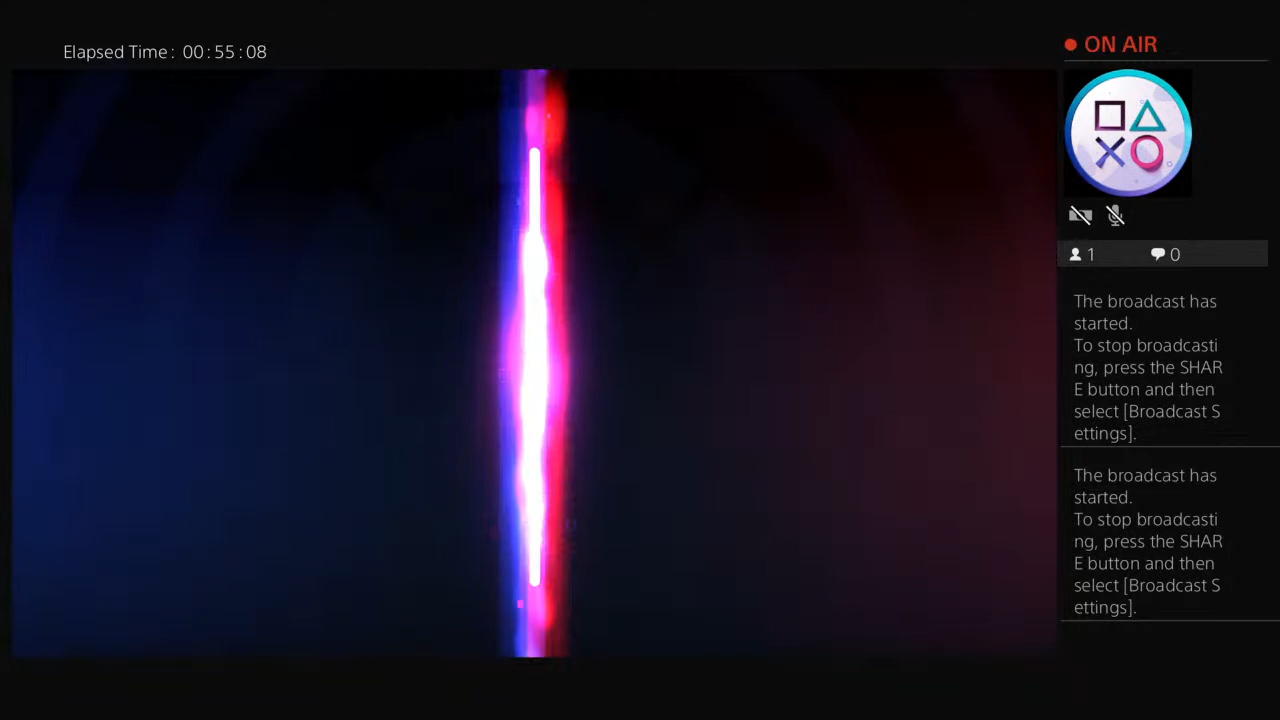 Elapsed Time: 00:55:08
ON AIR
1
0
The broadcast has
started.
To stop broadcasti
ng, press the SHAR
E button and then
select [Broadcast S
ettings].
The broadcast has
started.
To stop broadcasti
ng, press the SHAR
E button and then
select [Broadcast S
ettings].